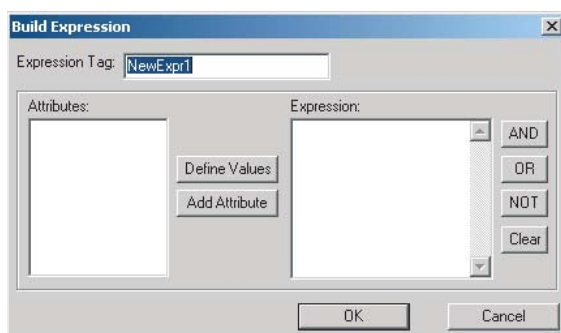 Build Expression
Expression Tag: NewExpr1
Attributes:
Expression:
AND
Define Values
OR
Add Attribute
NOT
Clear
OK
Cancel